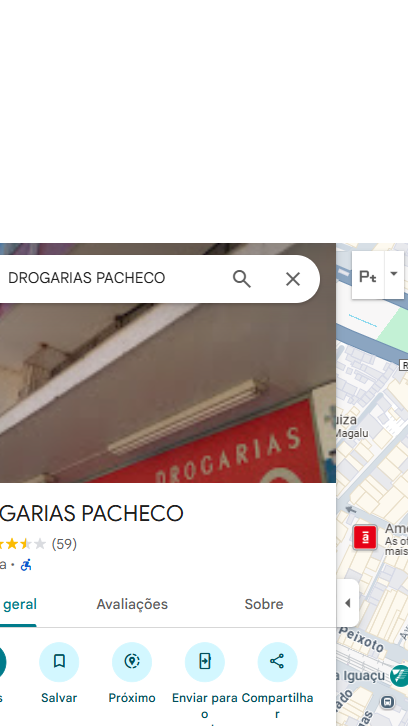 DROGARIAS PACHECO
Pt
R
uiza
Magalu
DROGARIAS
GARIAS PACHECO
(59)
a ·
Ame
As of
mais
geral
Avaliações
Sobre
Peixoto
a Iguaçu
s
Salvar
Próximo
Enviar para o
Compartilhar